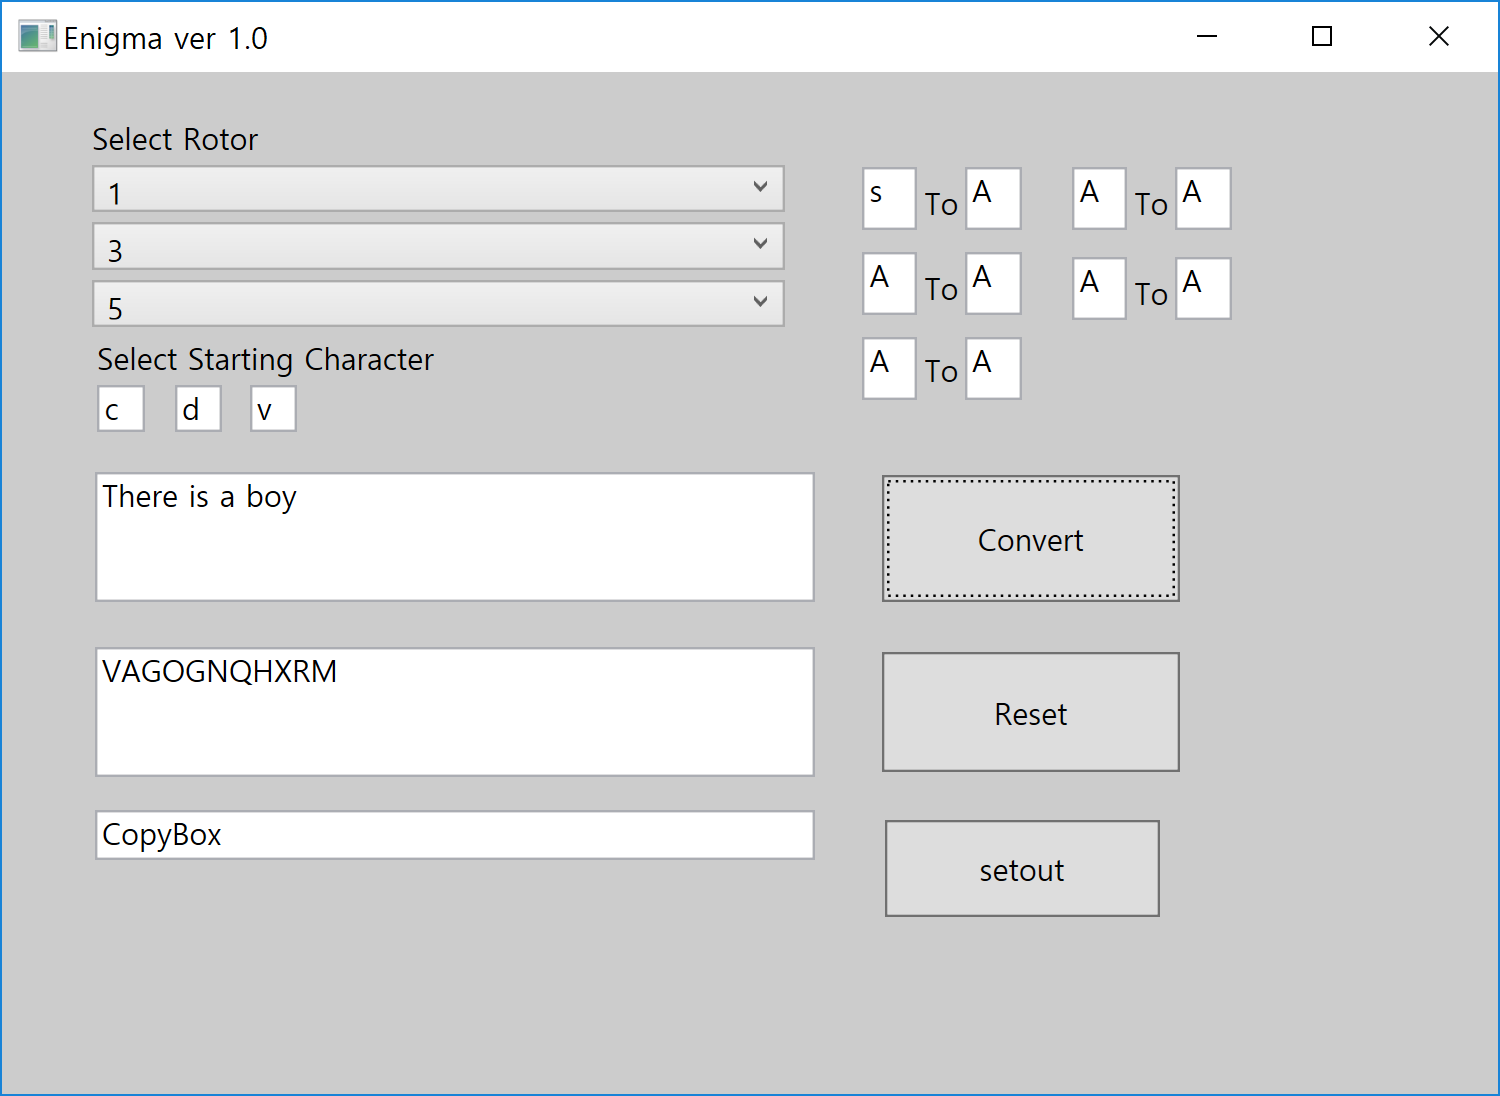 Enigma ver 1.0
Select Rotor
1
3
5
s To A A To A
A To A A To A
A To A
Select Starting Character
c d v
There is a boy
Convert
VAGOGNQHXRM
Reset
CopyBox
setout